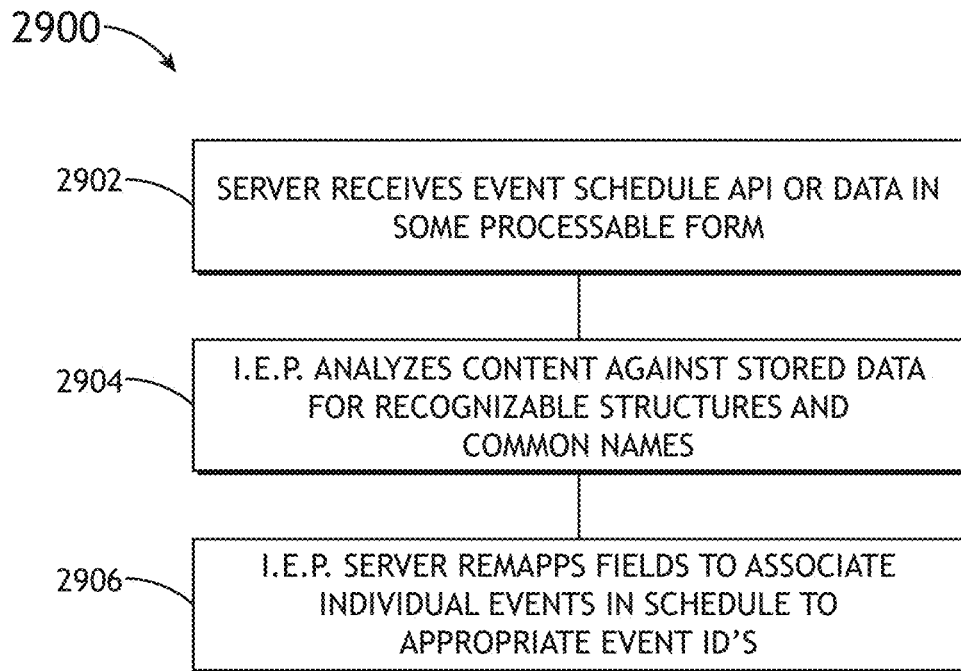 2900
2902
SERVER RECEIVES EVENT SCHEDULE API OR DATA IN
SOME PROCESSABLE FORM
2904
I.E.P. ANALYZES CONTENT AGAINST STORED DATA
FOR RECOGNIZABLE STRUCTURES AND
COMMON NAMES
2906
I.E.P. SERVER REMAPPS FIELDS TO ASSOCIATE
INDIVIDUAL EVENTS IN SCHEDULE TO
APPROPRIATE EVENT ID'S